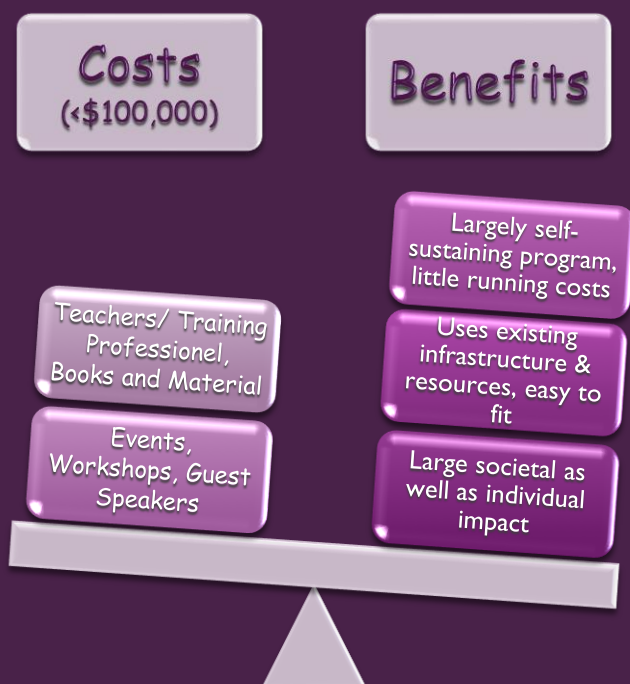 Costs
(<$100,000)
Benefits
Teachers/ Training
Professionel,
Books and Material
Events,
Workshops, Guest
Speakers
Largely self-
sustaining program,
little running costs
Uses existing
infrastructure &
resources, easy to
fit
Large societal as
well as individual
impact